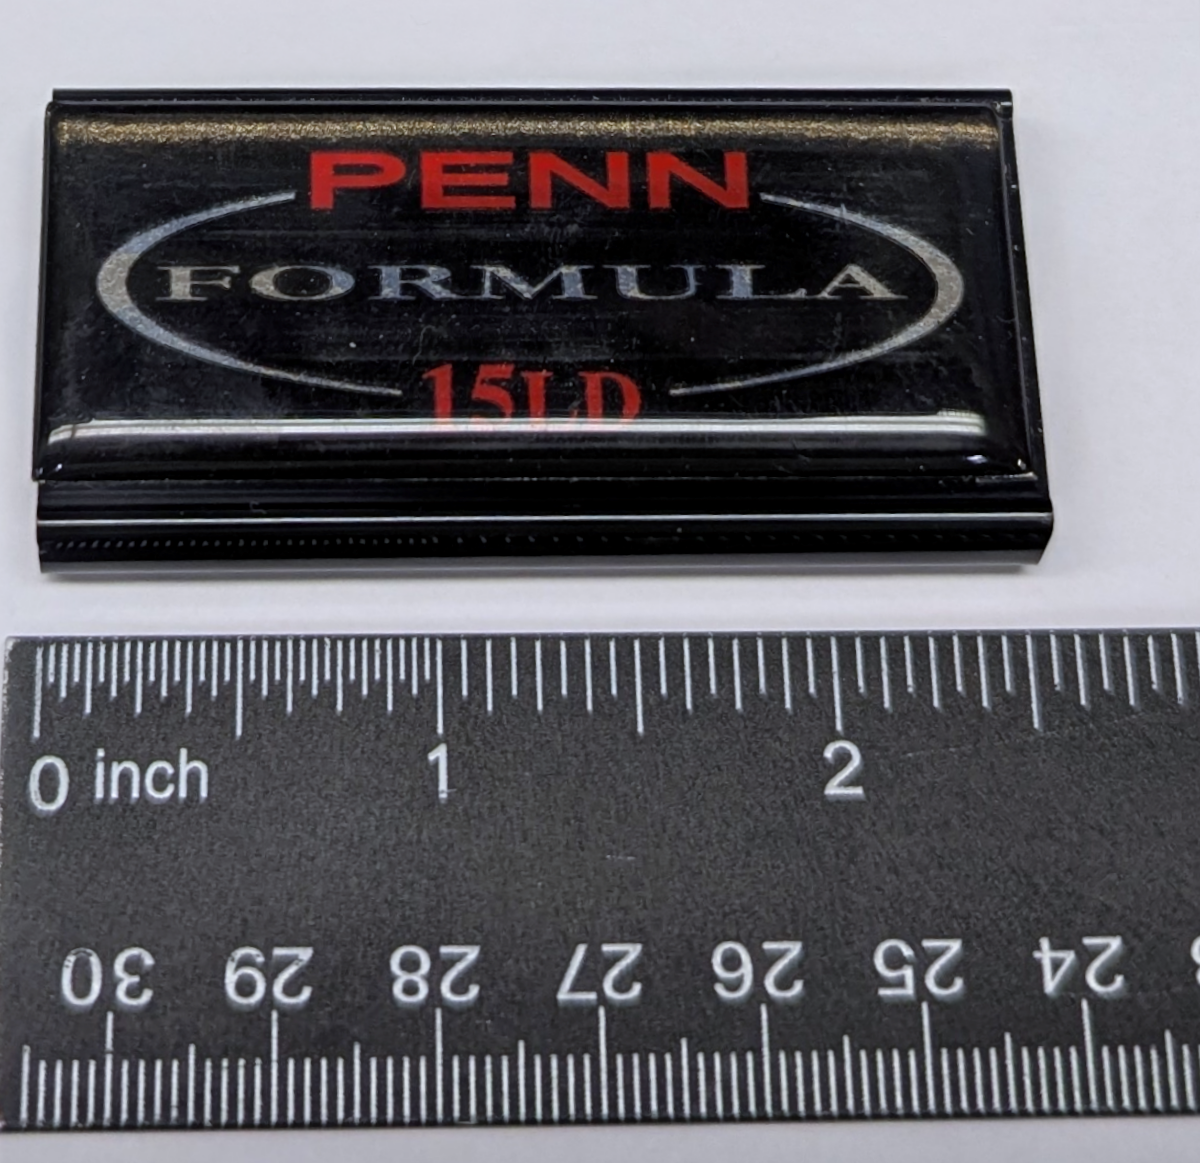 PENN
FORMULA
15LD
0 inch 1 2
30 29 28 27 26 25 24